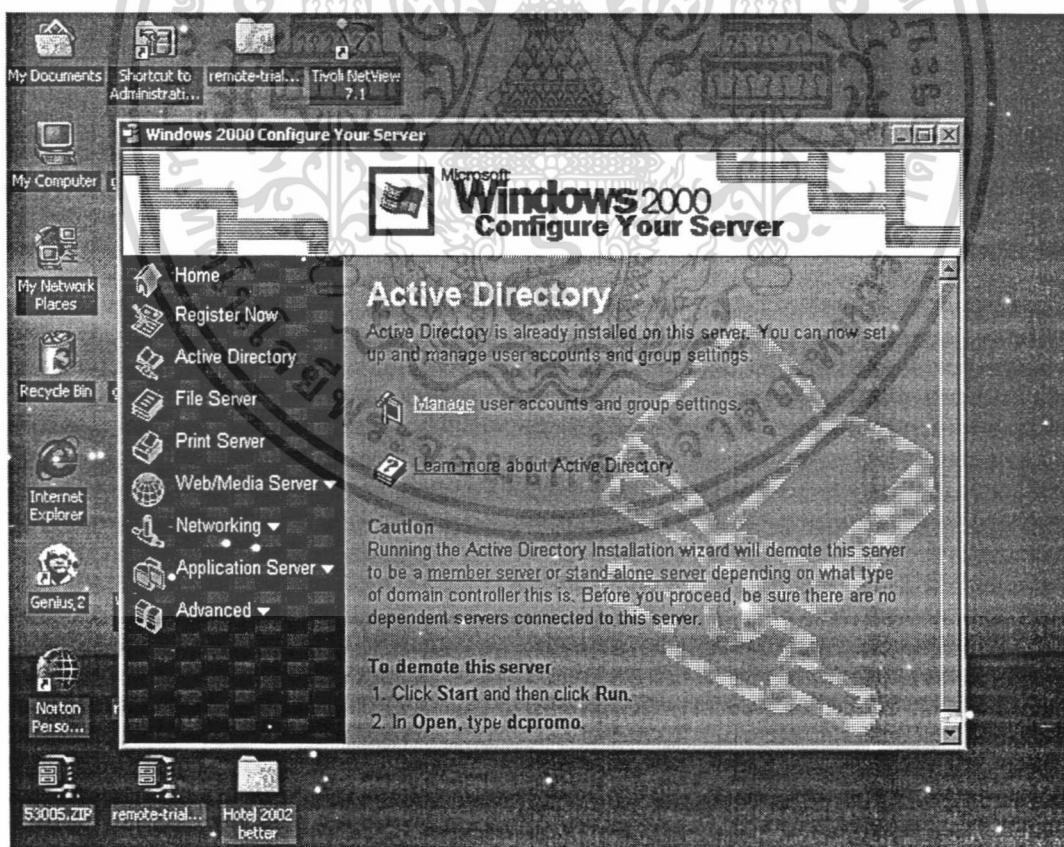 My Documents
Shortcut to
Administrati...
remote-trial...
Tivoli NetView
7.1
My Computer
My Network
Places
Recycle Bin
Internet
Explorer
Genius 2
Norton
Perso...
53005.ZIP
remote-trial...
Hotel 2002
better
Windows 2000 Configure Your Server
Microsoft
Windows 2000
Configure Your Server
Home
Register Now
Active Directory
File Server
Print Server
Web/Media Server
Networking
Application Server
Advanced
Active Directory
Active Directory is already installed on this server. You can now set
up and manage user accounts and group settings.
Manage user accounts and group settings.
Learn more about Active Directory.
Caution
Running the Active Directory Installation wizard will demote this server
to be a member server or stand-alone server depending on what type
of domain controller this is. Before you proceed, be sure there are no
dependent servers connected to this server.
To demote this server
1. Click Start and then click Run.
2. In Open, type dcpromo.